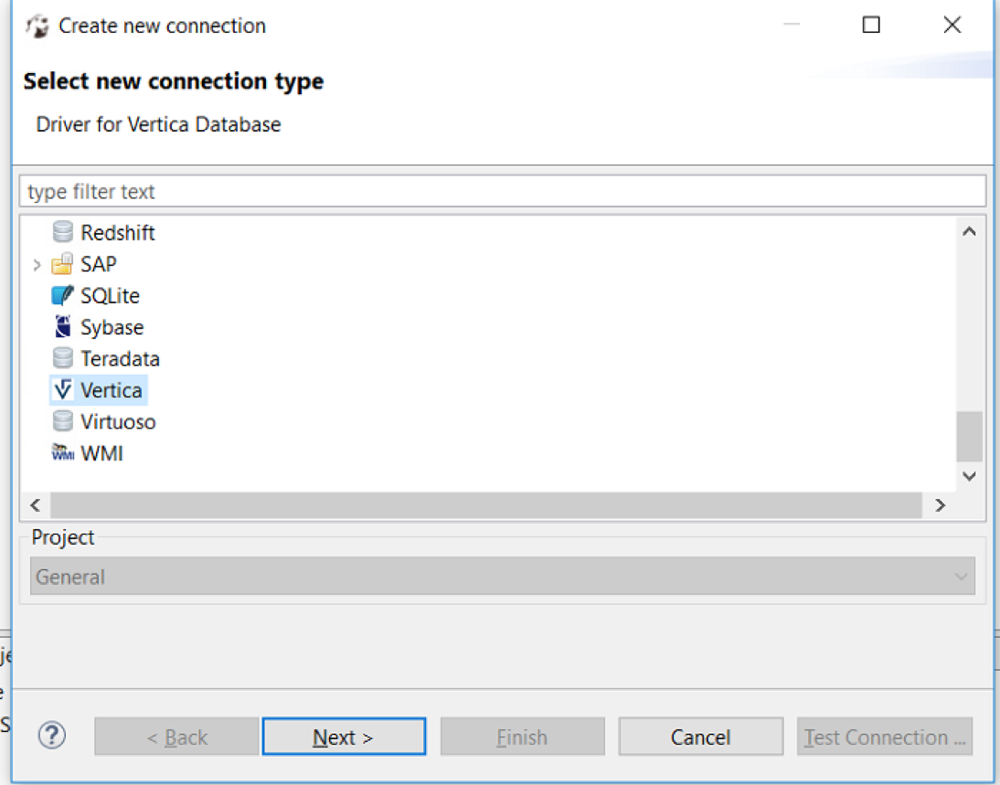 Create new connection
Select new connection type
Driver for Vertica Database
type filter text
Redshift
SAP
SQLite
Sybase
Teradata
Vertica
Virtuoso
WMI WMI
Project
General
je
e
S
? < Back Next > Finish Cancel Test Connection ...